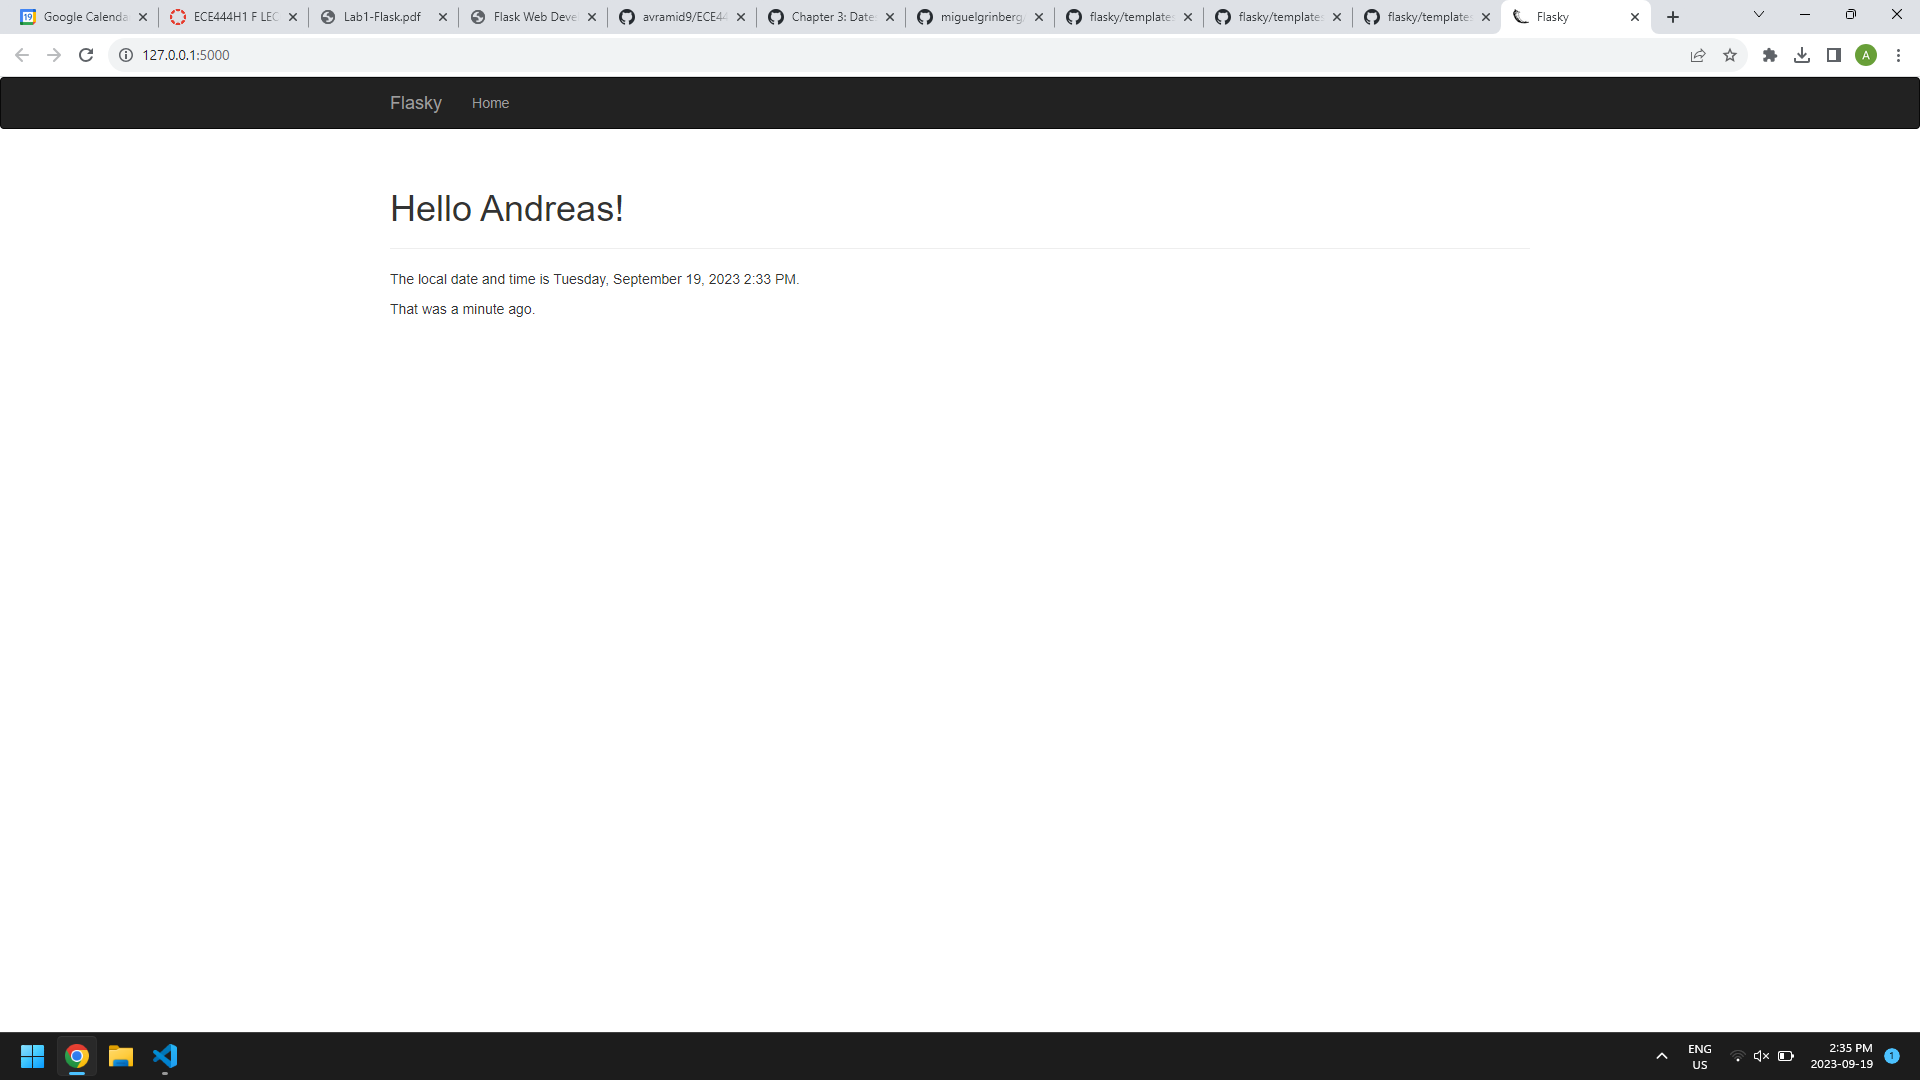 19 Google Calenda
ECE444H1 F LEC
Lab1-Flask.pdf
Flask Web Deve
avramid9/ECE44
Chapter 3: Date
miguelgrinberg
flasky/template
flasky/template
flasky/template
Flasky
127.0.0.1:5000
A
Flasky Home
Hello Andreas!
The local date and time is Tuesday, September 19, 2023 2:33 PM.
That was a minute ago.
ENG
US
2:35 PM
2023-09-19
1